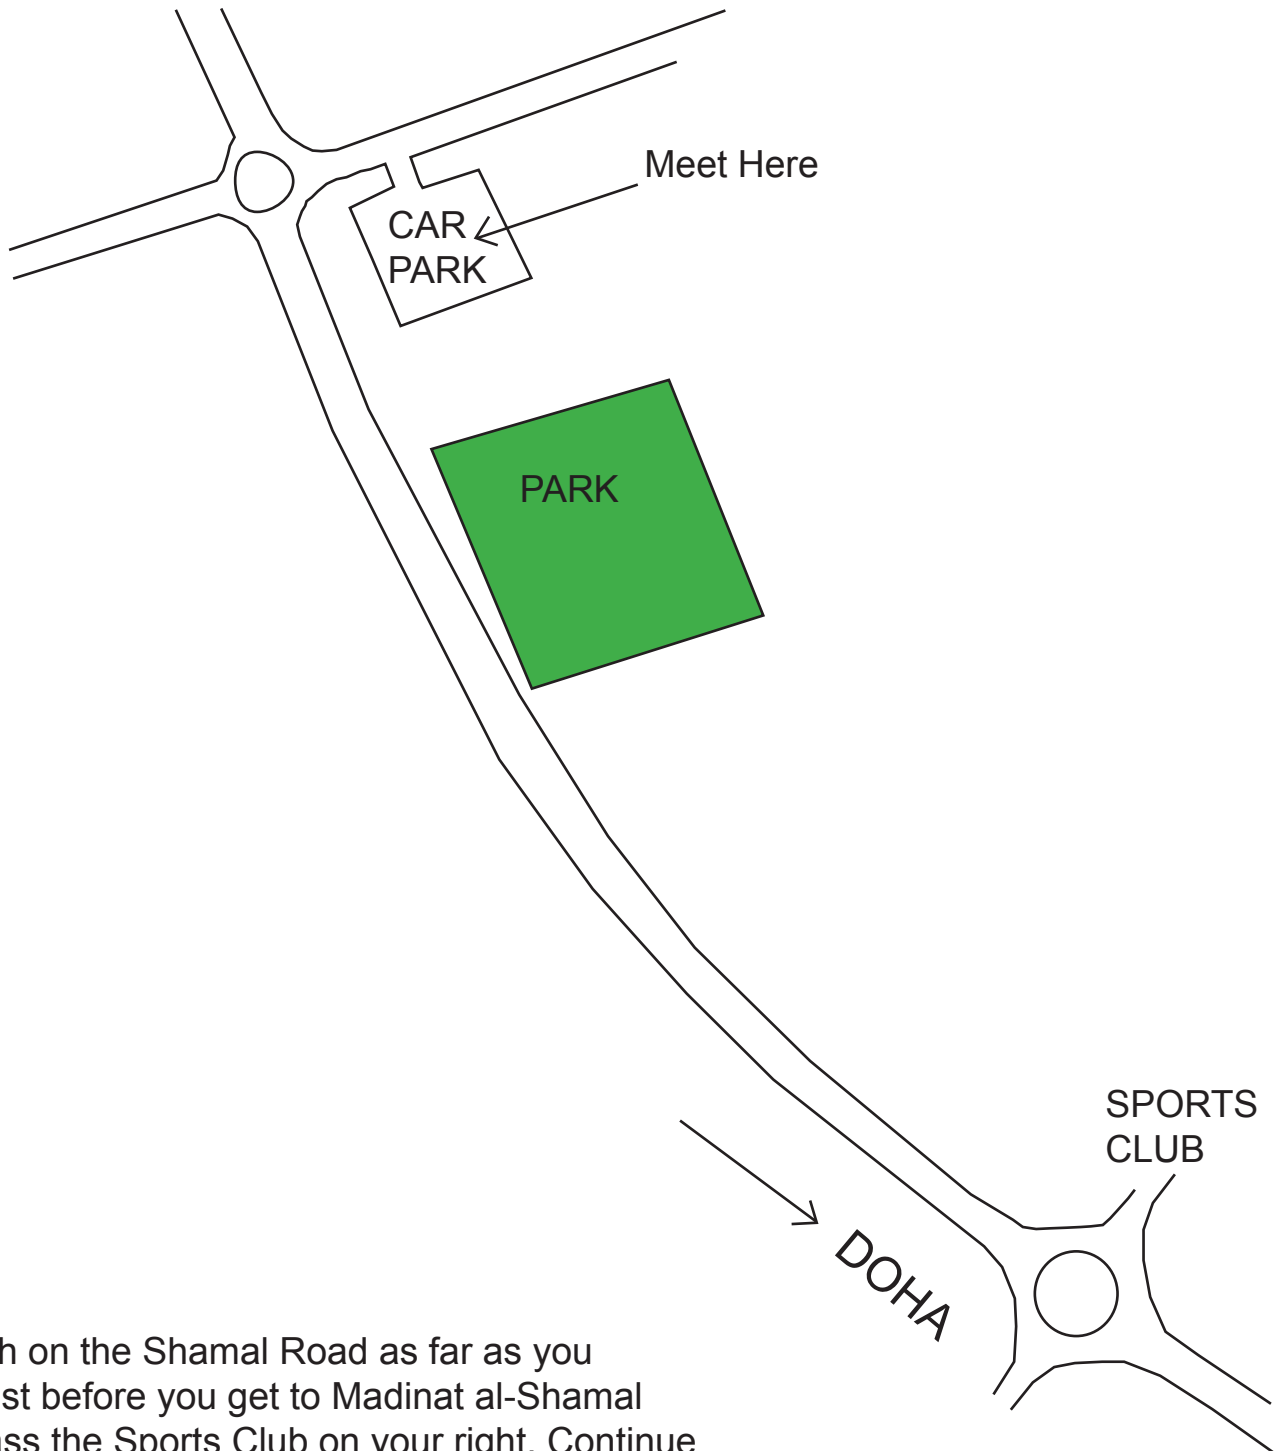 Meet Here
CAR
PARK
PARK
SPORTS
CLUB
DOHA
on the Shamal Road as far as you
before you get to Madinat al-Shamal
the Sports Club on your right. Continue